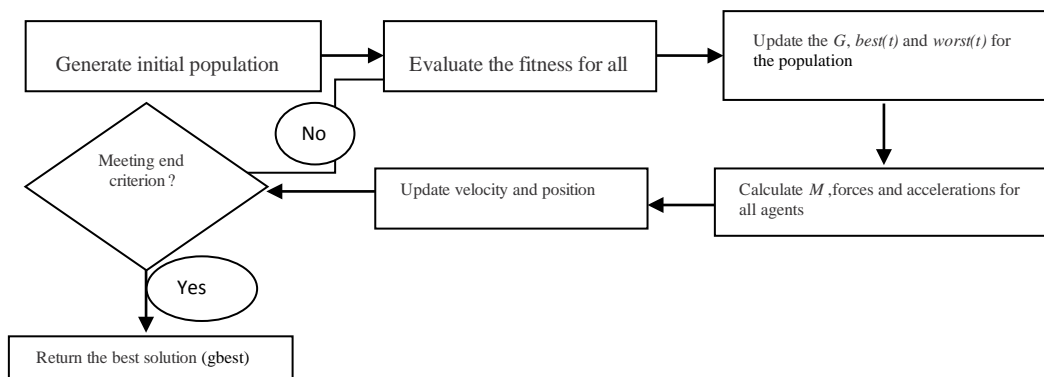 Generate initial population
Evaluate the fitness for all
Update the G, best(t) and worst(t) for
the population
No
Meeting end
criterion ?
Update velocity and position
Calculate M ,forces and accelerations for
all agents
Yes
Return the best solution (gbest)